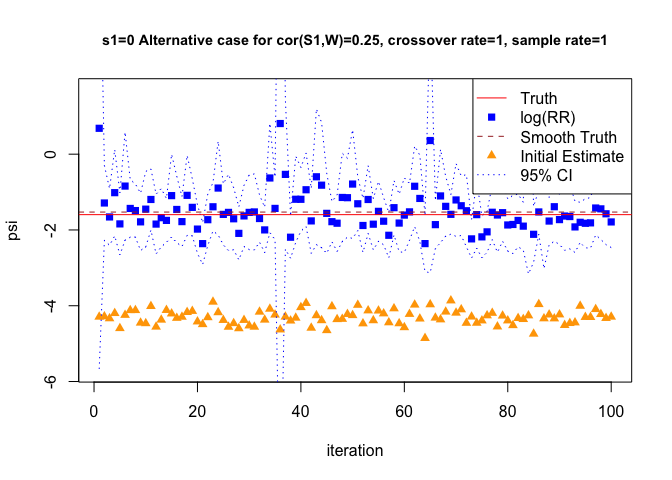 s1=0 Alternative case for cor(S1,W)=0.25, crossover rate=1, sample rate=1
Truth
log(RR)
Smooth Truth
Initial Estimate
95% CI
psi
0
-2
-4
-6
0
20
40
60
80
100
iteration